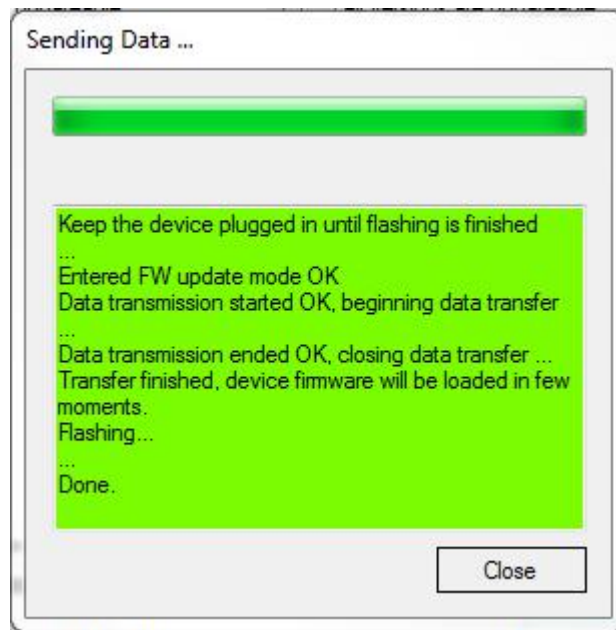 Sending Data ...
Keep the device plugged in until flashing is finished
...
Entered FW update mode OK
Data transmission started OK, beginning data transfer
...
Data transmission ended OK, closing data transfer ...
Transfer finished, device firmware will be loaded in few
moments.
Flashing...
...
Done.
Close